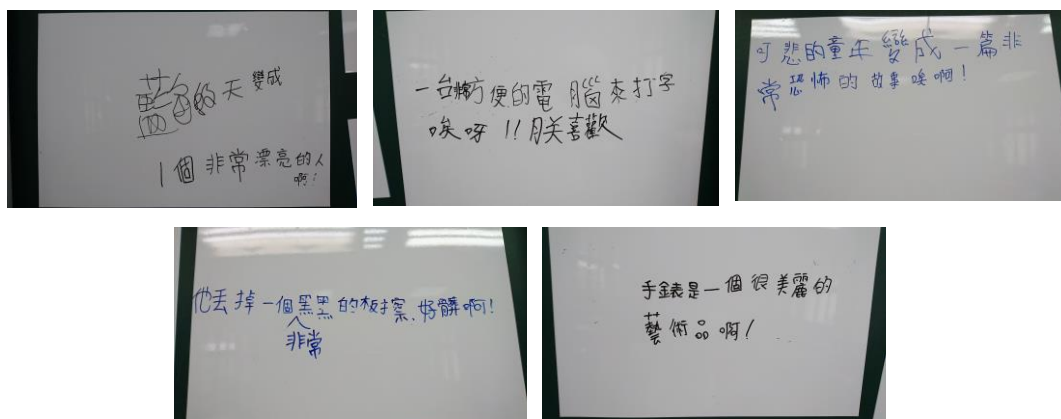 藍色的天變成
1個非常漂亮的人
啊!
一台方便的電腦來打字
唉呀!!朕喜歡
可悲的童年變成一篇非
常恐怖的故事唉啊!
他丟掉一個黑黑的板擦.好髒啊!
非常
手錶是一個很美麗的
藝術品啊!